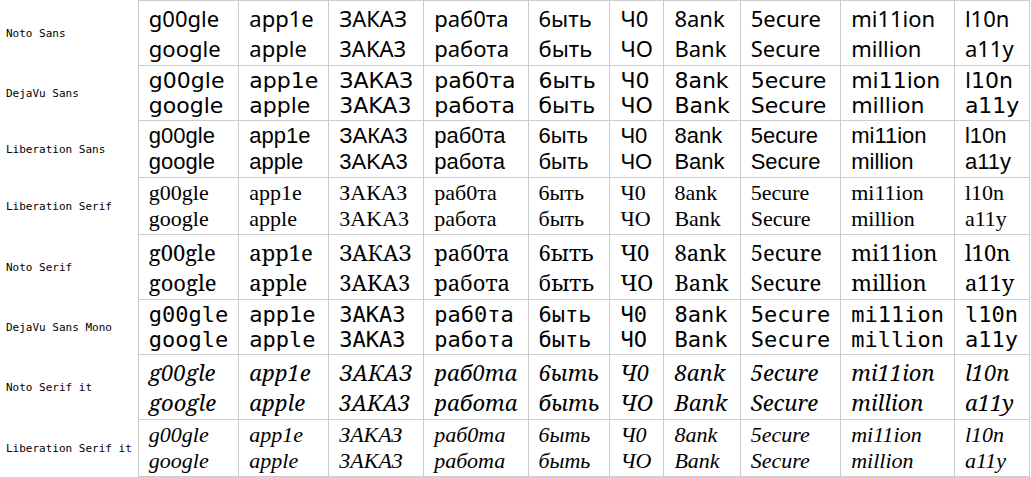 Noto Sans g00gle app1e ЗАКАЗ раб0та 6ыть Ч0 8ank 5ecure mi11ion l10n
google apple 3AKA3 работа быть ЧО Bank Secure million a11y
DejaVu Sans g00gle app1e ЗАКАЗ раб0та 6ыть Ч0 8ank 5ecure mi11ion l10n
google apple 3AKA3 работа быть ЧО Bank Secure million a11y
Liberation Sans g00gle app1e ЗАКАЗ раб0та 6ыть Ч0 8ank 5ecure mi11ion l10n
google apple 3AKA3 работа быть ЧО Bank Secure million a11y
Liberation Serif g00gle app1e ЗАКАЗ раб0та 6ыть Ч0 8ank 5ecure mi11ion l10n
google apple 3AKA3 работа быть ЧО Bank Secure million a11y
Noto Serif g00gle app1e ЗАКАЗ раб0та 6ыть Ч0 8ank 5ecure mi11ion l10n
google apple 3AKA3 работа быть ЧО Bank Secure million a11y
DejaVu Sans Mono g00gle app1e ЗАКАЗ раб0та 6ыть Ч0 8ank 5ecure mi11ion l10n
google apple 3AKA3 работа быть ЧО Bank Secure million a11y
Noto Serif it g00gle app1e ЗАКАЗ раб0та 6ыть Ч0 8ank 5ecure mi11ion l10n
google apple 3AKA3 работа быть ЧО Bank Secure million a11y
Liberation Serif it g00gle app1e ЗАКАЗ раб0та 6ыть Ч0 8ank 5ecure mi11ion l10n
google apple 3AKA3 работа быть ЧО Bank Secure million a11y